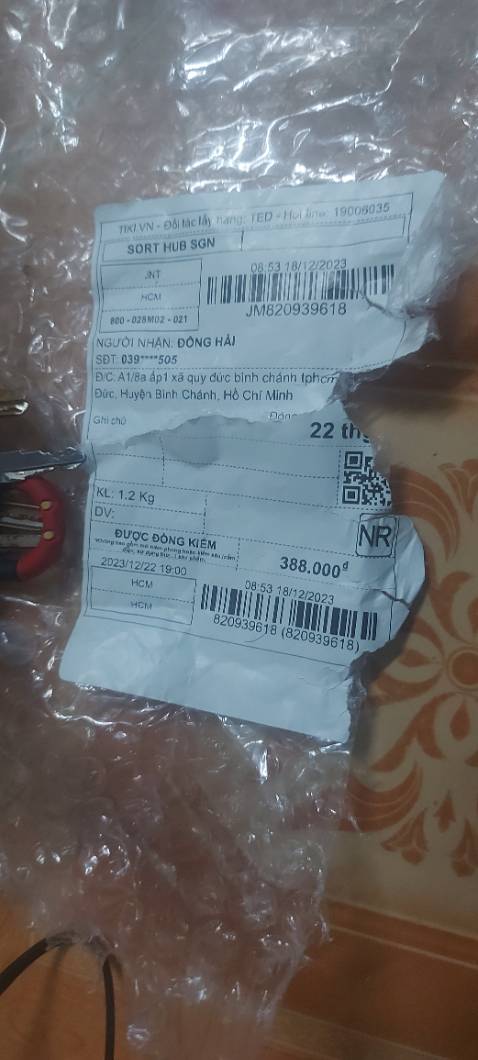 TIKI.VN - Đối tác lấy hàng: TED - Hotline: 19006035
SORT HUB SGN
JNT
HCM
800 - 028M02 - 021
08:53 18/12/2023
JM820939618
NGƯỜI NHẬN: ĐÔNG HẢI
SĐT: 039****505
Đ/C: A1/8a ấp1 xã quy đức bình chánh tphcm
Đức, Huyện Bình Chánh, Hồ Chí Minh
Ghi chú
Đóng
22 th
KL: 1.2 Kg
DV:
NR
ĐƯỢC ĐỒNG KIỂM
388.000đ
2023/12/22 19:00
HCM
HCM
08:53 18/12/2023
820939618 (820939618)